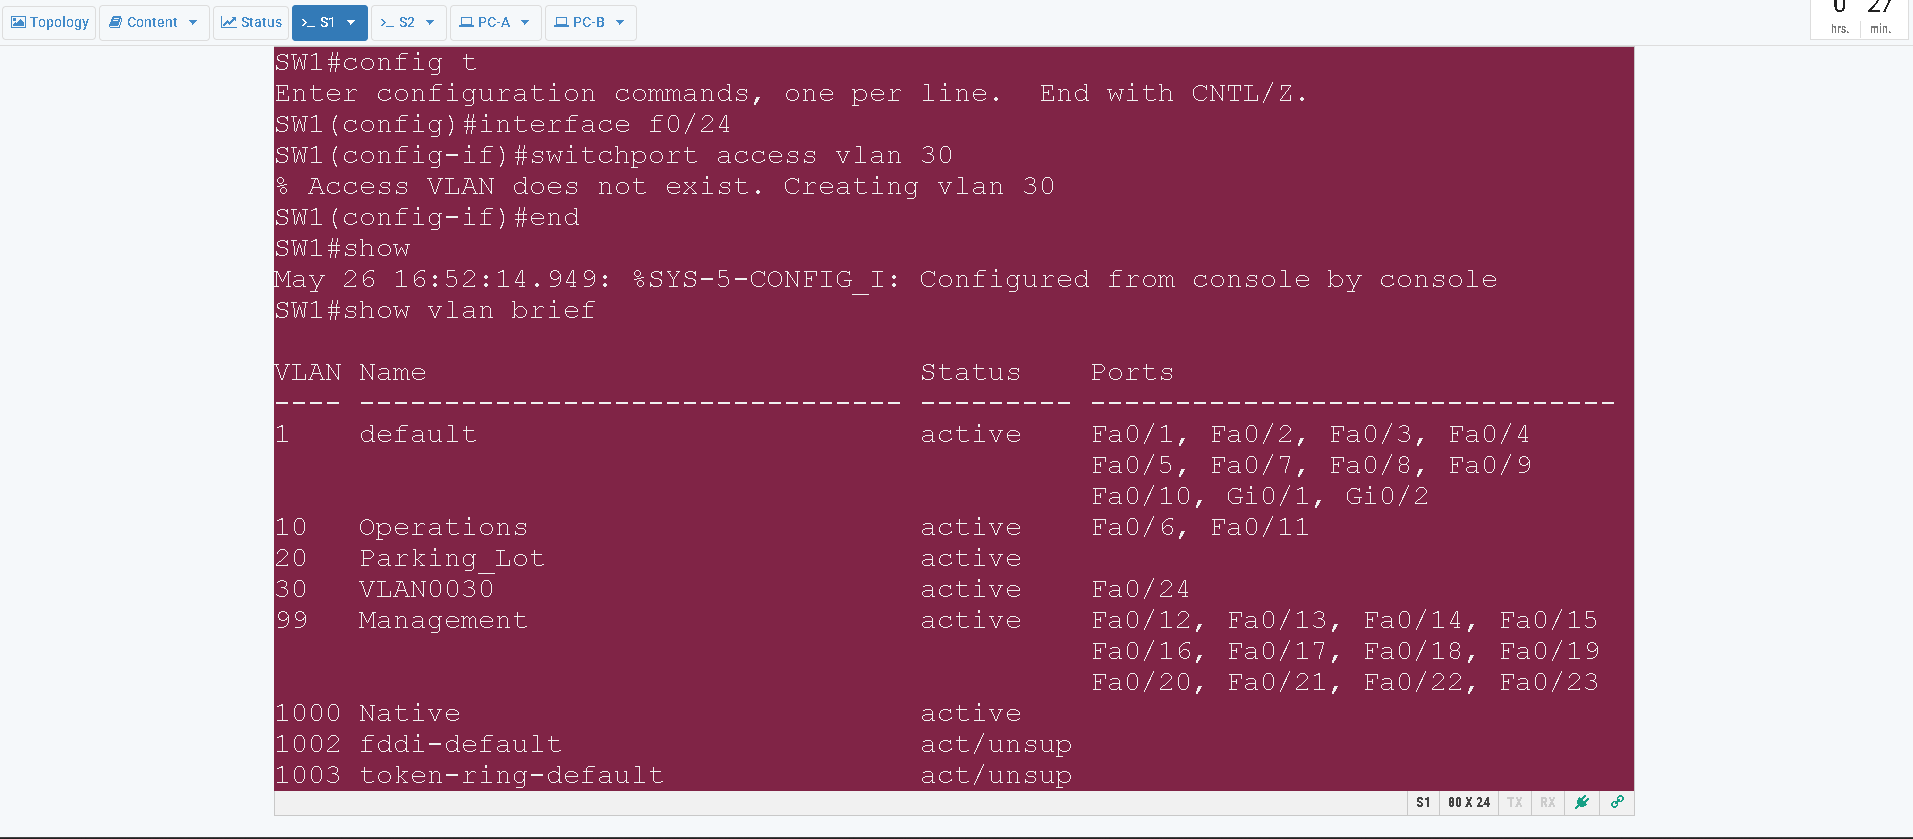 Topology Content Status >_ S1 >_ S2 PC-A PC-B 0 27
hrs. min.
SW1#config t
Enter configuration commands, one per line.  End with CNTL/Z.
SW1(config)#interface f0/24
SW1(config-if)#switchport access vlan 30
% Access VLAN does not exist. Creating vlan 30
SW1(config-if)#end
SW1#show
May 26 16:52:14.949: %SYS-5-CONFIG_I: Configured from console by console
SW1#show vlan brief
VLAN Name                             Status    Ports
---- -------------------------------- --------- -------------------------------
1    default                          active    Fa0/1, Fa0/2, Fa0/3, Fa0/4
                                                Fa0/5, Fa0/7, Fa0/8, Fa0/9
                                                Fa0/10, Gi0/1, Gi0/2
10   Operations                       active    Fa0/6, Fa0/11
20   Parking_Lot                      active
30   VLAN0030                         active    Fa0/24
99   Management                       active    Fa0/12, Fa0/13, Fa0/14, Fa0/15
                                                Fa0/16, Fa0/17, Fa0/18, Fa0/19
                                                Fa0/20, Fa0/21, Fa0/22, Fa0/23
1000 Native                           active
1002 fddi-default                     act/unsup
1003 token-ring-default               act/unsup
S1 80 X 24 TX RX